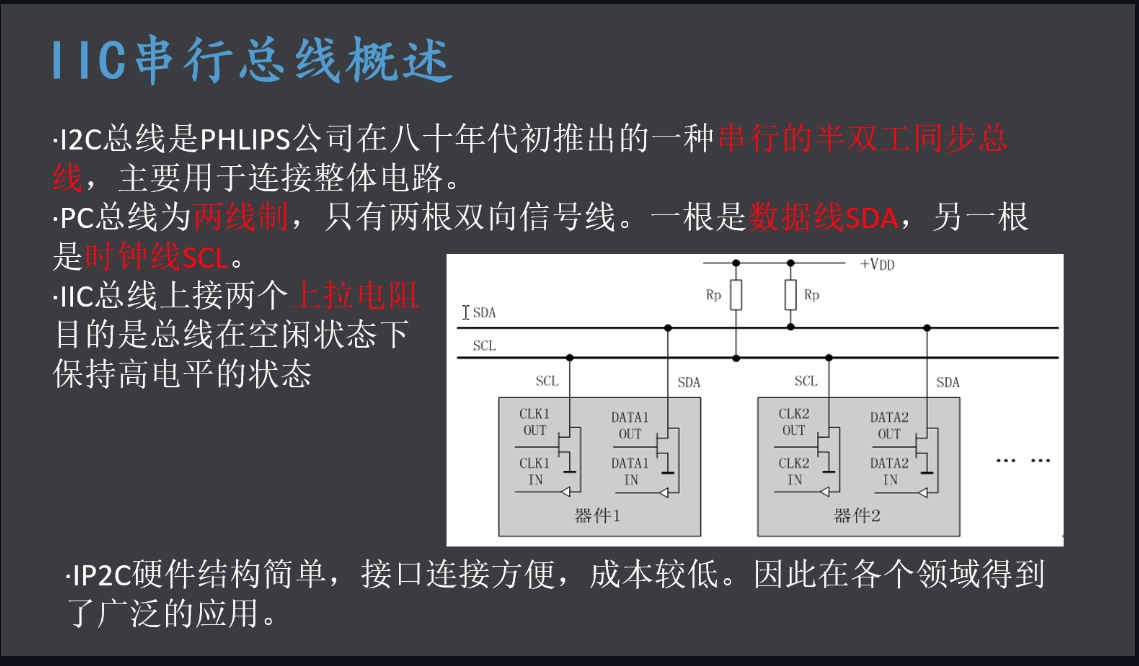 IIC串行总线概述
·I2C总线是PHLIPS公司在八十年代初推出的一种串行的半双工同步总
线，主要用于连接整体电路。
·PC总线为两线制，只有两根双向信号线。一根是数据线SDA，另一根
是时钟线SCL。
·IIC总线上接两个上拉电阻
目的是总线在空闲状态下
保持高电平的状态
+VDD
Rp Rp
SDA
SCL
SCL SDA SCL SDA
CLK1 DATA1 CLK2 DATA2
OUT OUT OUT OUT
CLK1 DATA1 CLK2 DATA2
IN IN IN IN
… …
器件1 器件2
·IP2C硬件结构简单，接口连接方便，成本较低。因此在各个领域得到
了广泛的应用。